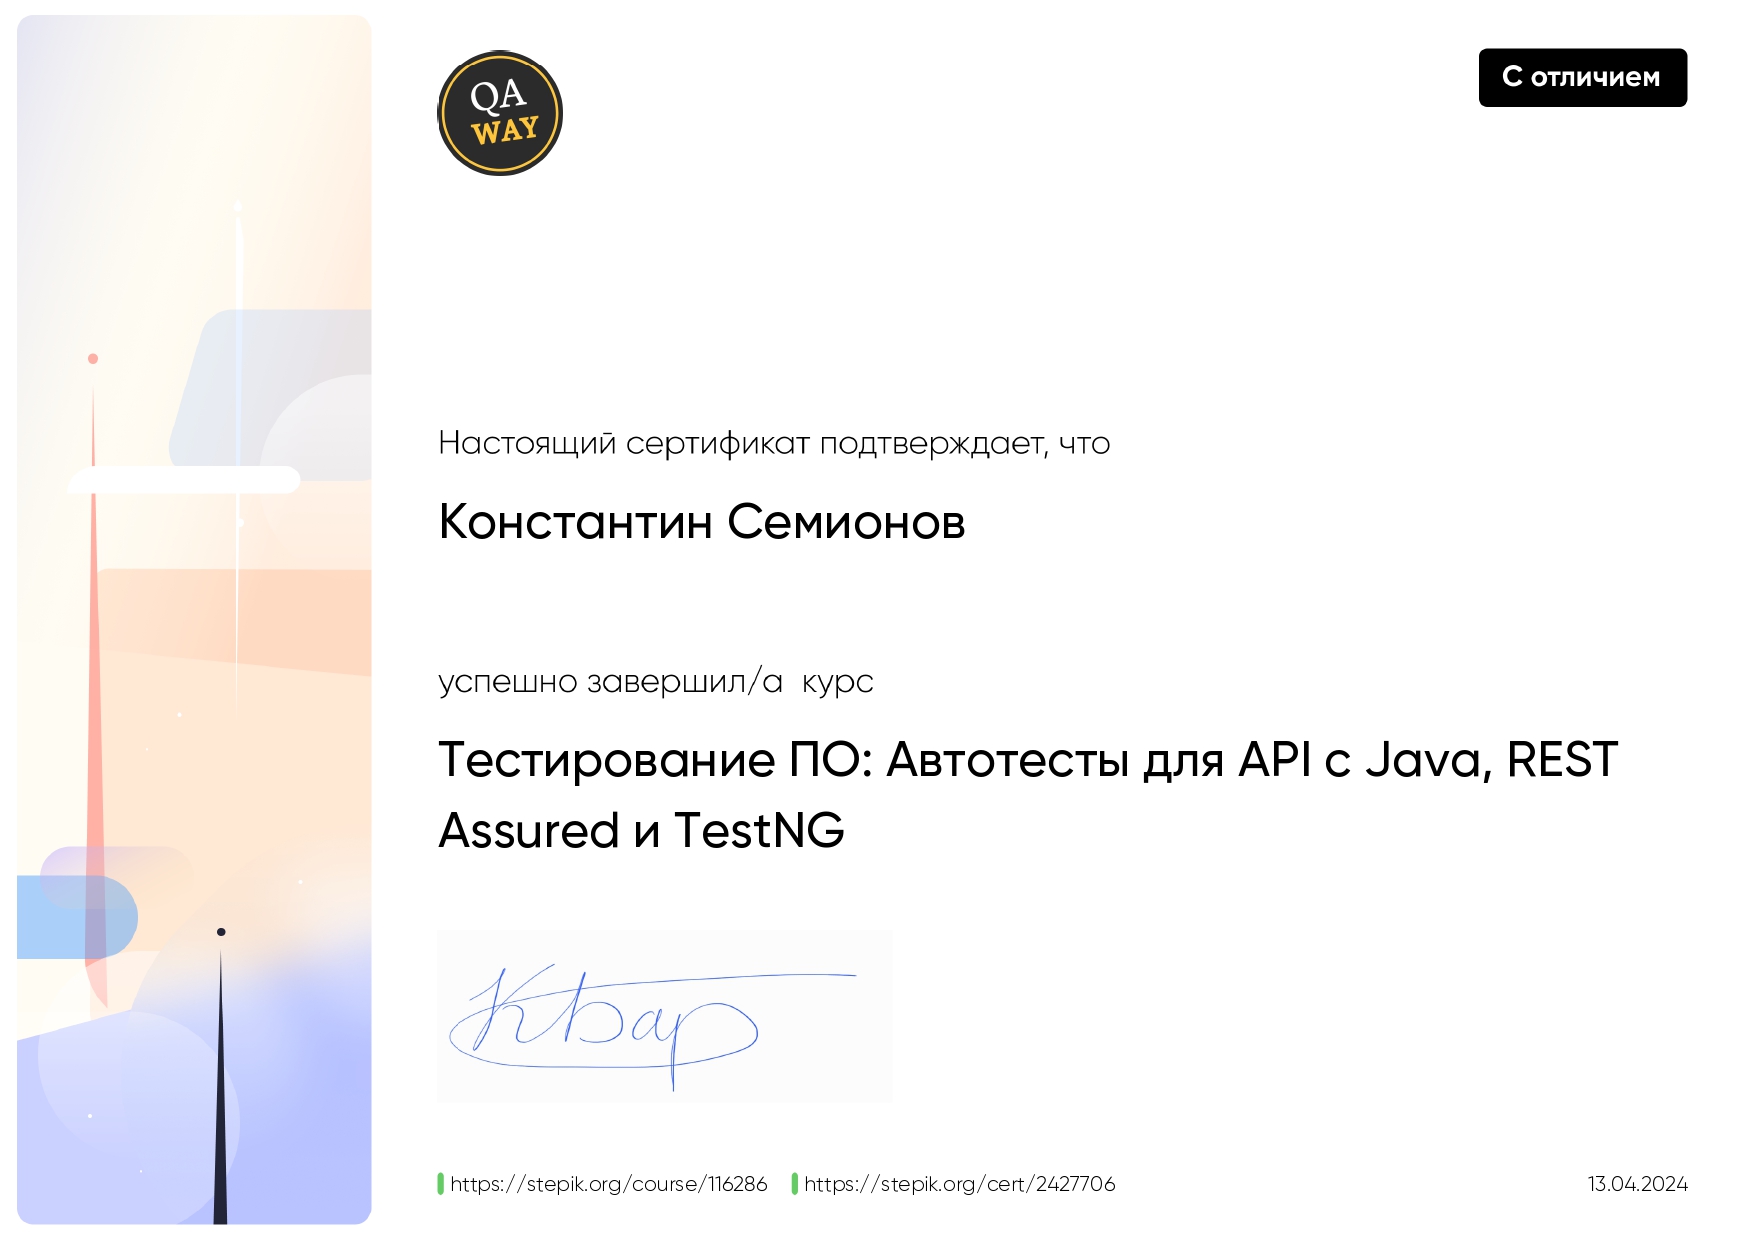 QA
WAY
С отличием
Настоящий сертификат подтверждает, что
Константин Семионов
успешно завершил/а курс
Тестирование ПО: Автотесты для API с Java, REST
Assured и TestNG
КБар
https://stepik.org/course/116286 https://stepik.org/cert/2427706 13.04.2024